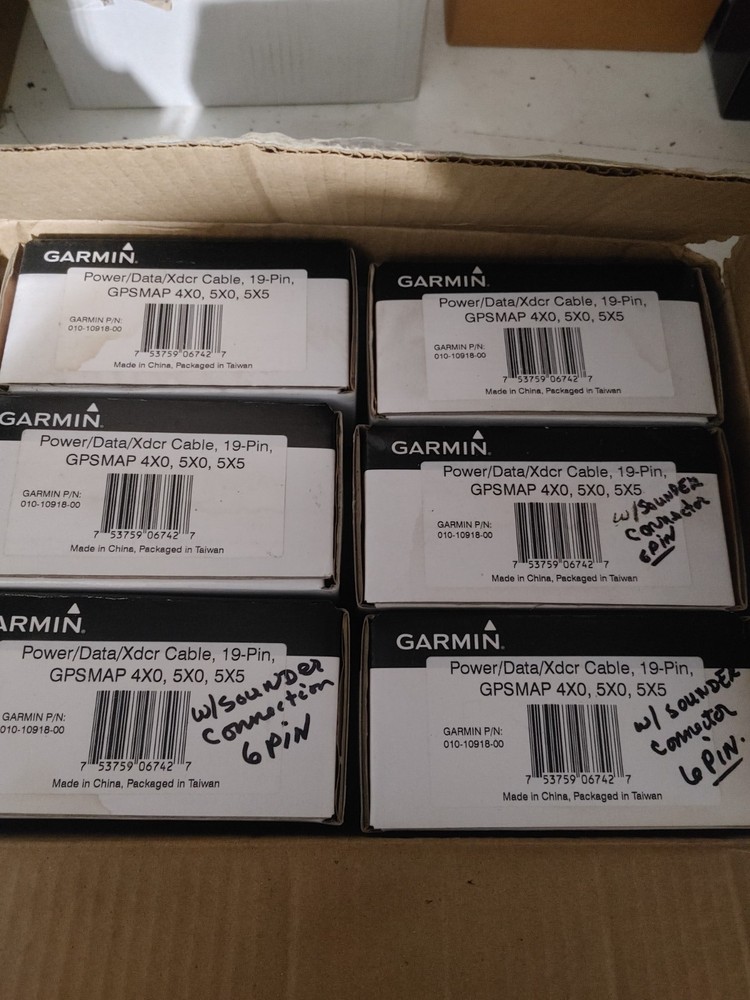 GARMIN
Power/Data/Xdcr Cable, 19-Pin,
GPSMAP 4X0, 5X0, 5X5
GARMIN P/N:
010-10918-00
7 53759 06742 7
Made in China, Packaged in Taiwan
GARMIN
Power/Data/Xdcr Cable, 19-Pin,
GPSMAP 4X0, 5X0, 5X5
GARMIN P/N:
010-10918-00
7 53759 06742 7
Made in China, Packaged in Taiwan
GARMIN
Power/Data/Xdcr Cable, 19-Pin,
GPSMAP 4X0, 5X0, 5X5
GARMIN P/N:
010-10918-00
7 53759 06742 7
Made in China, Packaged in Taiwan
GARMIN
Power/Data/Xdcr Cable, 19-Pin,
GPSMAP 4X0, 5X0, 5X5
GARMIN P/N:
010-10918-00
7 53759 06742 7
Made in China, Packaged in Taiwan
w/SOUNDER
Connector
6PiN
ARMIN
Power/Data/Xdcr Cable, 19-Pin,
GPSMAP 4X0, 5X0, 5X5
GARMIN P/N:
010-10918-00
7 53759 06742 7
Made in China, Packaged in Taiwan
w/SOUNDER
Connection
6 PiN
GARMIN
Power/Data/Xdcr Cable, 19-Pin,
GPSMAP 4X0, 5X0, 5X5
GARMIN P/N:
010-10918-00
7 53759 06742 7
Made in China, Packaged in Taiwan
w/ SOUNDER
Connector
6 PIN.